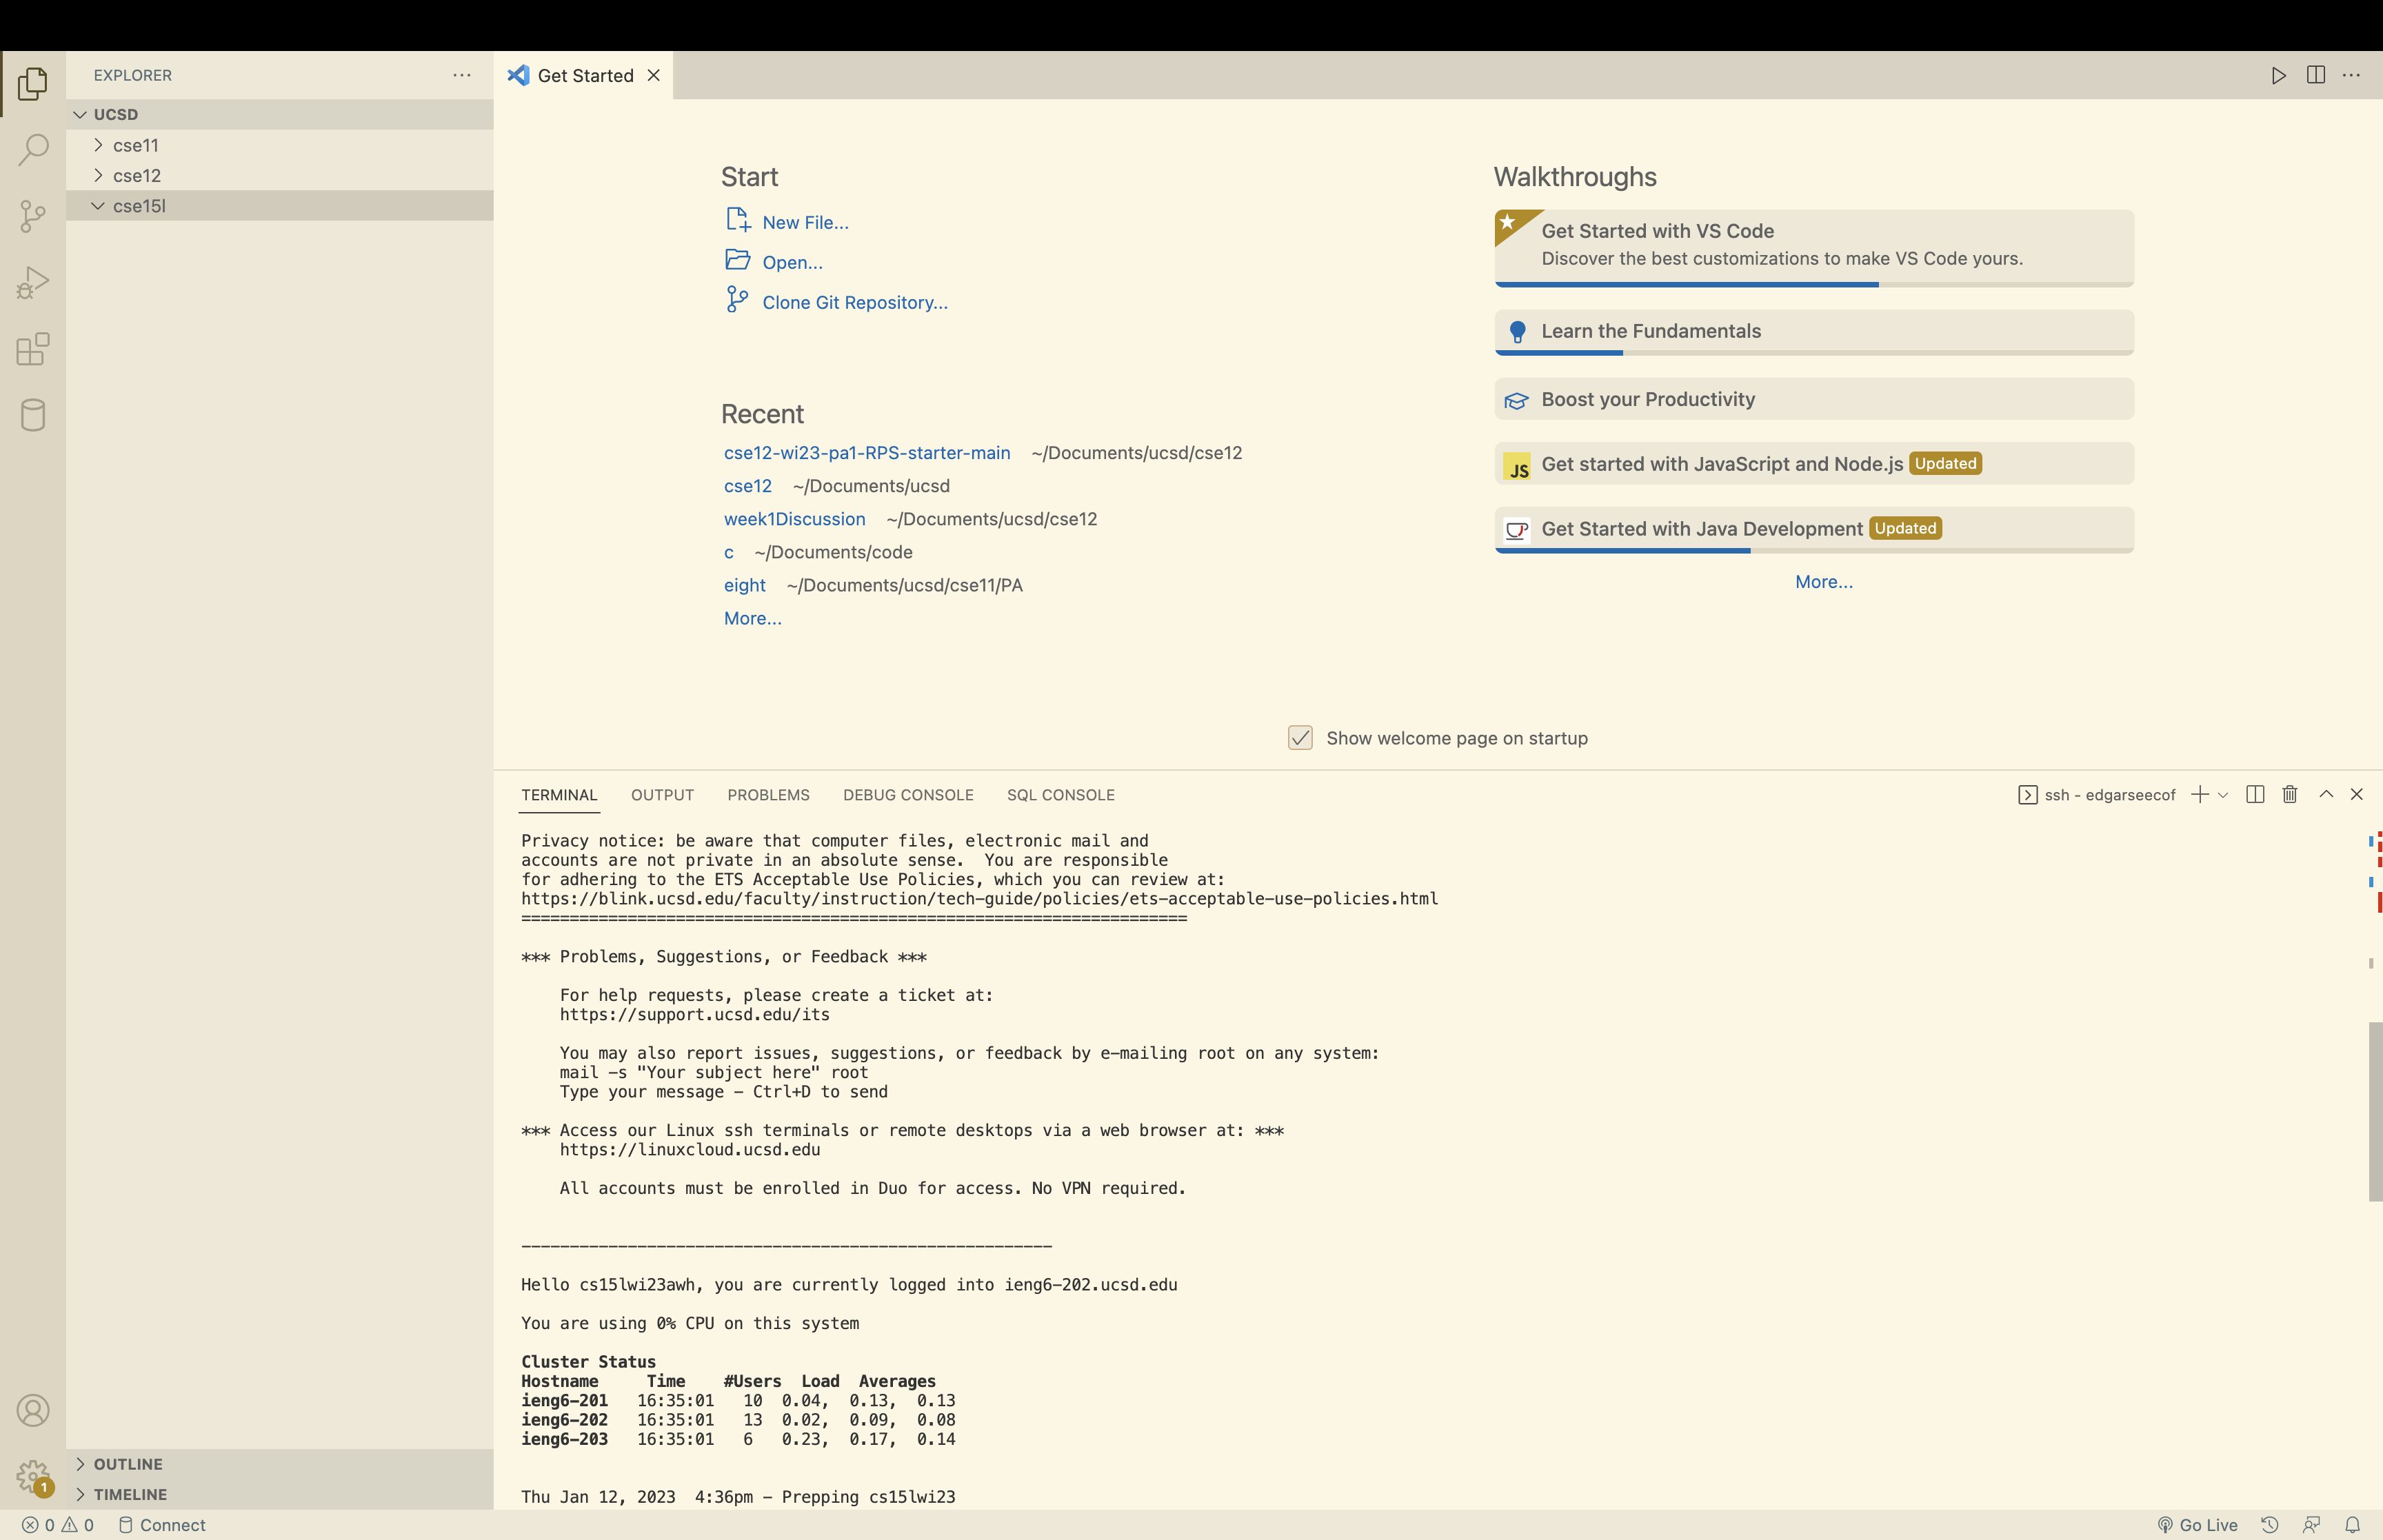 EXPLORER
UCSD
cse11
cse12
cse15l
OUTLINE
TIMELINE
Get Started
Start
New File...
Open...
Clone Git Repository...
Recent
cse12-wi23-pa1-RPS-starter-main ~/Documents/ucsd/cse12
cse12 ~/Documents/ucsd
week1Discussion ~/Documents/ucsd/cse12
c ~/Documents/code
eight ~/Documents/ucsd/cse11/PA
More...
Walkthroughs
Get Started with VS Code
Discover the best customizations to make VS Code yours.
Learn the Fundamentals
Boost your Productivity
JS Get started with JavaScript and Node.js Updated
Get Started with Java Development Updated
More...
Show welcome page on startup
TERMINAL OUTPUT PROBLEMS DEBUG CONSOLE SQL CONSOLE
ssh - edgarseecof
Privacy notice: be aware that computer files, electronic mail and
accounts are not private in an absolute sense.  You are responsible
for adhering to the ETS Acceptable Use Policies, which you can review at:
https://blink.ucsd.edu/faculty/instruction/tech-guide/policies/ets-acceptable-use-policies.html
=====================================================================
*** Problems, Suggestions, or Feedback ***
For help requests, please create a ticket at:
https://support.ucsd.edu/its
You may also report issues, suggestions, or feedback by e-mailing root on any system:
mail -s "Your subject here" root
Type your message - Ctrl+D to send
*** Access our Linux ssh terminals or remote desktops via a web browser at: ***
https://linuxcloud.ucsd.edu
All accounts must be enrolled in Duo for access. No VPN required.
-------------------------------------------------------
Hello cs15lwi23awh, you are currently logged into ieng6-202.ucsd.edu
You are using 0% CPU on this system
Cluster Status
Hostname     Time    #Users  Load  Averages
ieng6-201   16:35:01   10  0.04,  0.13,  0.13
ieng6-202   16:35:01   13  0.02,  0.09,  0.08
ieng6-203   16:35:01   6   0.23,  0.17,  0.14
Thu Jan 12, 2023  4:36pm - Prepping cs15lwi23
1
0 0 Connect
Go Live